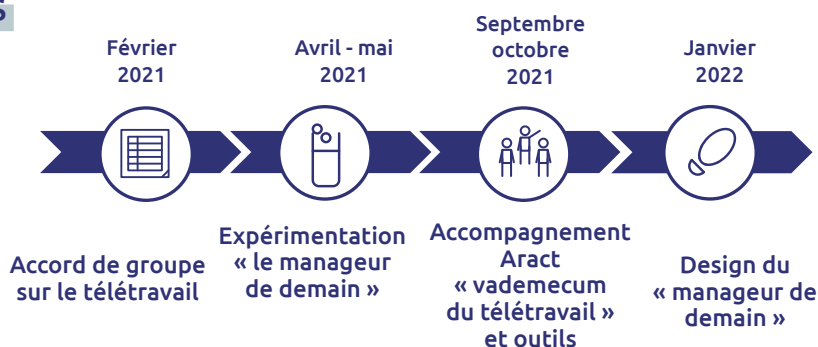 Février
2021
Avril - mai
2021
Septembre
octobre
2021
Janvier
2022
Accord de groupe
sur le télétravail
Expérimentation
« le manageur
de demain »
Accompagnement
Aract
« vademecum
du télétravail »
et outils
Design du
« manageur de
demain »